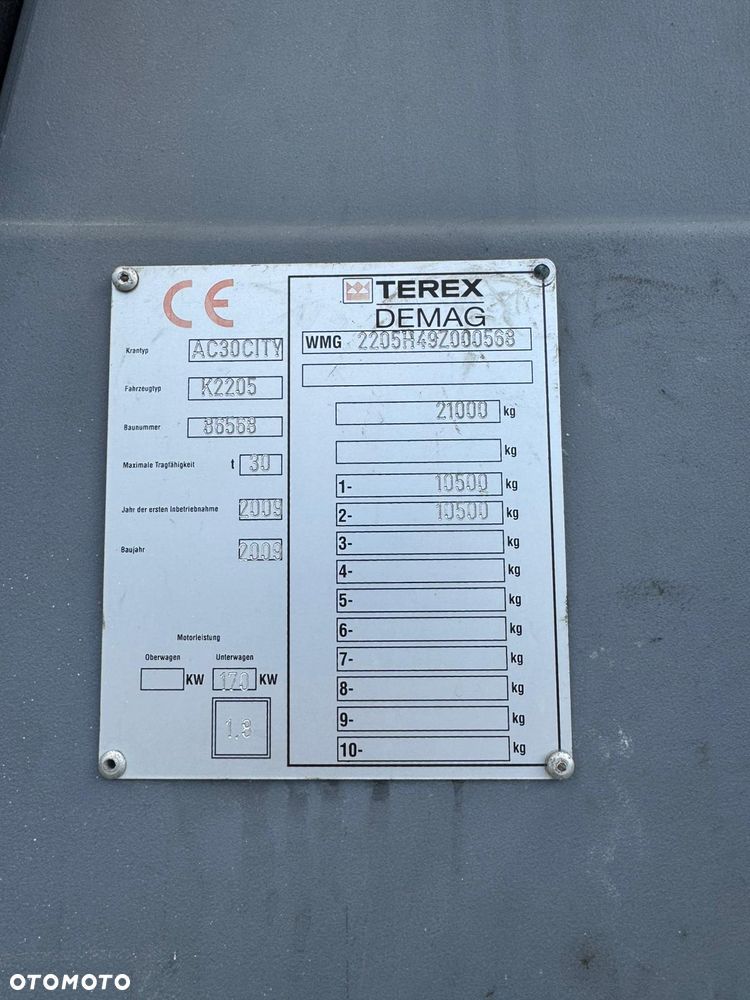 CE
TEREX
DEMAG
Krantyp AC30CITY
WMG 2205H49Z000568
Fahrzeugtyp K2205
Baunummer 86568
21000 kg
kg
Maximale Tragfähigkeit t 30
1- 10500 kg
Jahr der ersten Inbetriebnahme 2009
2- 10500 kg
Baujahr 2009
3- kg
4- kg
5- kg
6- kg
7- kg
8- kg
9- kg
10- kg
Motorleistung
Oberwagen Unterwagen
KW 170 KW
1.8
OTOMOTO